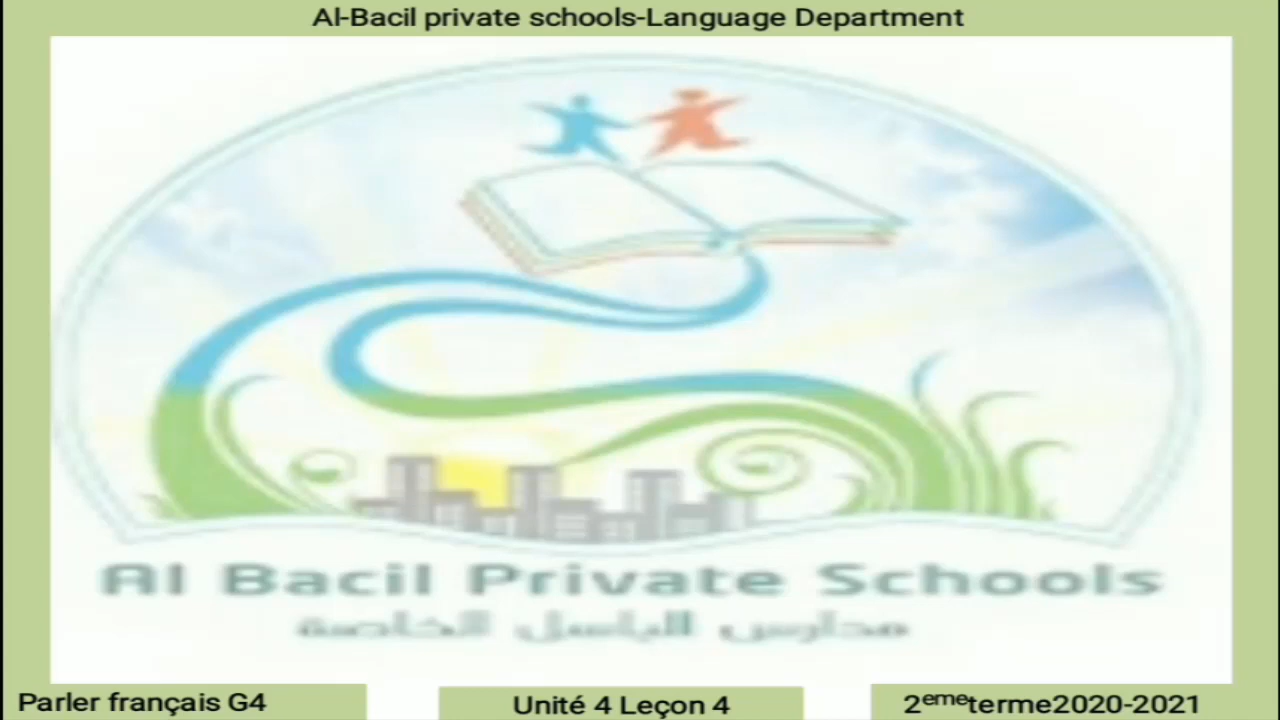 Al-Bacil private schools-Language Department
Al Bacil Private Schools
مدارس الباسل الخاصة
Parler français G4
Unité 4 Leçon 4
2emeterme2020-2021